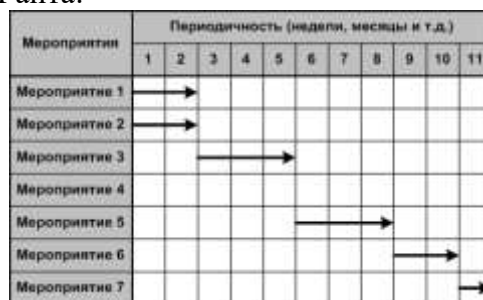 Ганта.
Мероприятия
Периодичность (недели, месяцы и т.д.)
1 2 3 4 5 6 7 8 9 10 11
Мероприятие 1
Мероприятие 2
Мероприятие 3
Мероприятие 4
Мероприятие 5
Мероприятие 6
Мероприятие 7